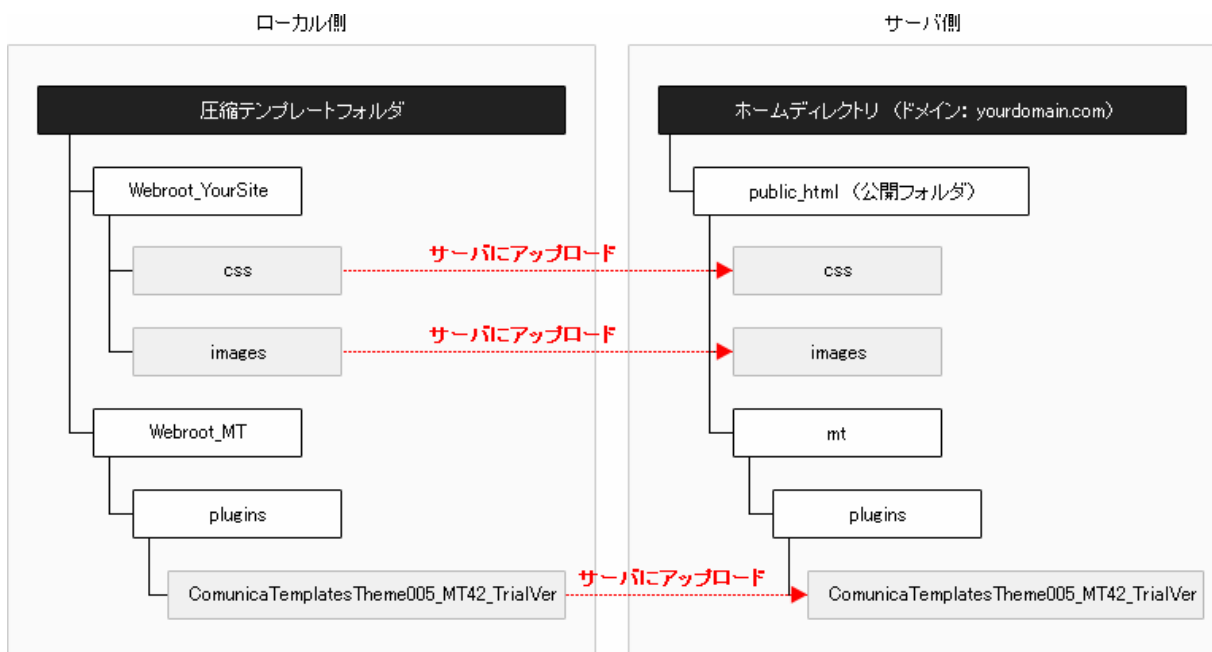 ローカル側
サーバ側
圧縮テンプレートフォルダ
ホームディレクトリ （ドメイン: yourdomain.com）
Webroot_YourSite
public_html （公開フォルダ）
サーバにアップロード
css
css
サーバにアップロード
images
images
Webroot_MT
mt
plugins
plugins
サーバにアップロード
ComunicaTemplatesTheme005_MT42_TrialVer
ComunicaTemplatesTheme005_MT42_TrialVer